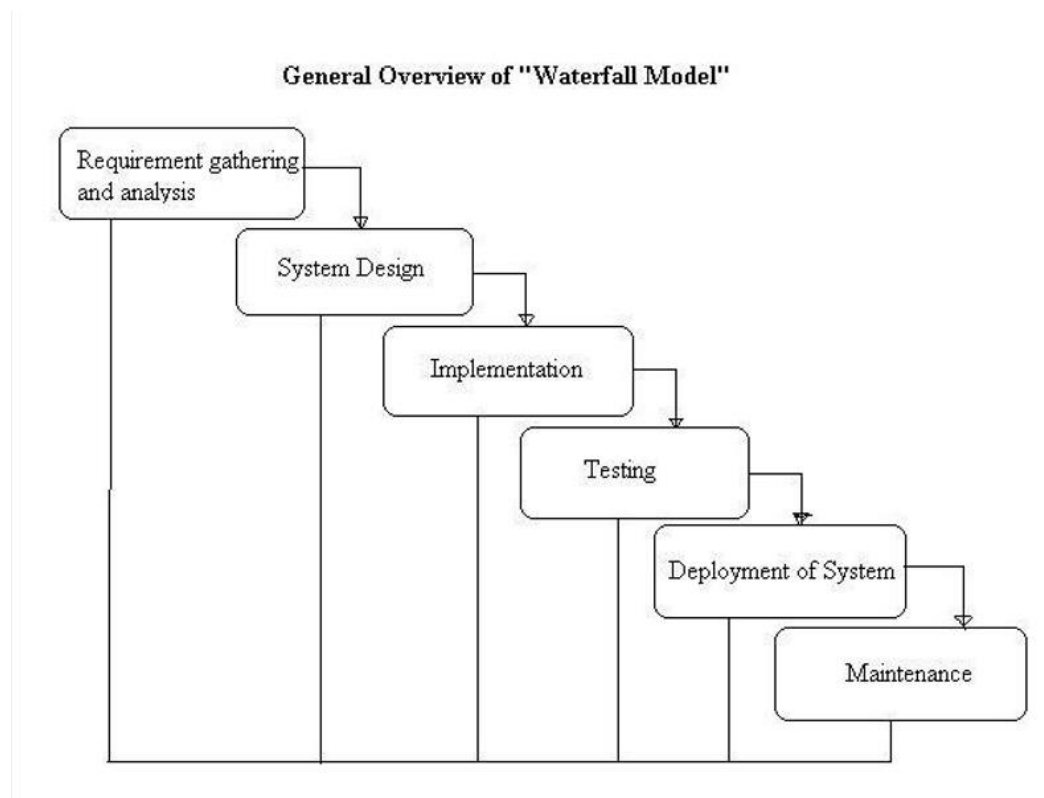 General Overview of "Waterfall Model"
Requirement gathering
and analysis
System Design
Implementation
Testing
Deployment of System
Maintenance